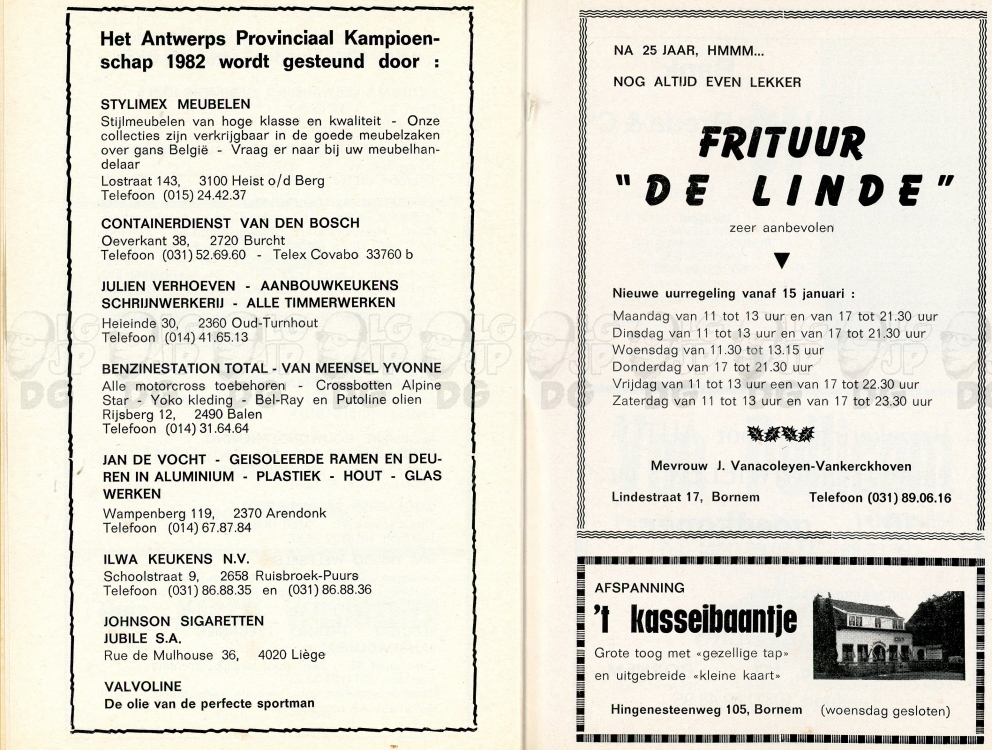 Het Antwerps Provinciaal Kampioen-
schap 1982 wordt gesteund door :
STYLIMEX MEUBELEN
Stijlmeubelen van hoge klasse en kwaliteit - Onze
collecties zijn verkrijgbaar in de goede meubelzaken
over gans België - Vraag er naar bij uw meubelhan-
delaar
Lostraat 143, 3100 Heist o/d Berg
Telefoon (015) 24.42.37
CONTAINERDIENST VAN DEN BOSCH
Oeverkant 38, 2720 Burcht
Telefoon (031) 52.69.60 - Telex Covabo 33760 b
JULIEN VERHOEVEN - AANBOUWKEUKENS
SCHRIJNWERKERIJ - ALLE TIMMERWERKEN
Heieinde 30, 2360 Oud-Turnhout
Telefoon (014) 41.65.13
BENZINESTATION TOTAL - VAN MEENSEL YVONNE
Alle motorcross toebehoren - Crossbotten Alpine
Star - Yoko kleding - Bel-Ray en Putoline olien
Rijsberg 12, 2490 Balen
Telefoon (014) 31.64.64
JAN DE VOCHT - GEISOLEERDE RAMEN EN DEU-
REN IN ALUMINIUM - PLASTIEK - HOUT - GLAS
WERKEN
Wampenberg 119, 2370 Arendonk
Telefoon (014) 67.87.84
ILWA KEUKENS N.V.
Schoolstraat 9, 2658 Ruisbroek-Puurs
Telefoon (031) 86.88.35 en (031) 86.88.36
JOHNSON SIGARETTEN
JUBILE S.A.
Rue de Mulhouse 36, 4020 Liège
VALVOLINE
De olie van de perfecte sportman
NA 25 JAAR, HMMM...
NOG ALTIJD EVEN LEKKER
FRITUUR
"DE LINDE"
zeer aanbevolen
Nieuwe uurregeling vanaf 15 januari :
Maandag van 11 tot 13 uur en van 17 tot 21.30 uur
Dinsdag van 11 tot 13 uur en van 17 tot 21.30 uur
Woensdag van 11.30 tot 13.15 uur
Donderdag van 17 tot 21.30 uur
Vrijdag van 11 tot 13 uur een van 17 tot 22.30 uur
Zaterdag van 11 tot 13 uur en van 17 tot 23.30 uur
Mevrouw J. Vanacoleyen-Vankerckhoven
Lindestraat 17, Bornem Telefoon (031) 89.06.16
AFSPANNING
't kasseibaantje
Grote toog met «gezellige tap»
en uitgebreide «kleine kaart»
Hingenesteenweg 105, Bornem (woensdag gesloten)
LG
JP
DG